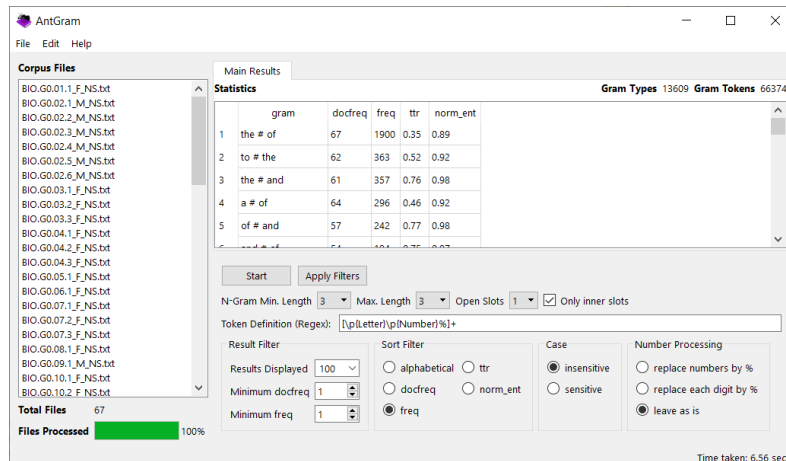 AntGram
File Edit Help
Corpus Files
BIO.G0.01.1_F_NS.txt
BIO.G0.02.1_M_NS.txt
BIO.G0.02.2_M_NS.txt
BIO.G0.02.3_M_NS.txt
BIO.G0.02.4_M_NS.txt
BIO.G0.02.5_M_NS.txt
BIO.G0.02.6_M_NS.txt
BIO.G0.03.1_F_NS.txt
BIO.G0.03.2_F_NS.txt
BIO.G0.03.3_F_NS.txt
BIO.G0.04.1_F_NS.txt
BIO.G0.04.2_F_NS.txt
BIO.G0.04.3_F_NS.txt
BIO.G0.05.1_F_NS.txt
BIO.G0.06.1_F_NS.txt
BIO.G0.07.1_F_NS.txt
BIO.G0.07.2_F_NS.txt
BIO.G0.07.3_F_NS.txt
BIO.G0.08.1_F_NS.txt
BIO.G0.09.1_M_NS.txt
BIO.G0.10.1_F_NS.txt
BIO.G0.10.2_F_NS.txt
Total Files 67
Files Processed 100%
Main Results
Statistics Gram Types 13609 Gram Tokens 66374
gram docfreq freq ttr norm_ent
1 the # of 67 1900 0.35 0.89
2 to # the 62 363 0.52 0.92
3 the # and 61 357 0.76 0.98
4 a # of 64 296 0.46 0.92
5 of # and 57 242 0.77 0.98
Start Apply Filters
N-Gram Min. Length 3 Max. Length 3 Open Slots 1 Only inner slots
Token Definition (Regex): [\p{Letter}\p{Number}%]+
Result Filter Sort Filter Case Number Processing
Results Displayed 100 alphabetical ttr insensitive replace numbers by %
Minimum docfreq 1 docfreq norm_ent sensitive replace each digit by %
Minimum freq 1 freq leave as is
Time taken: 6.56 sec